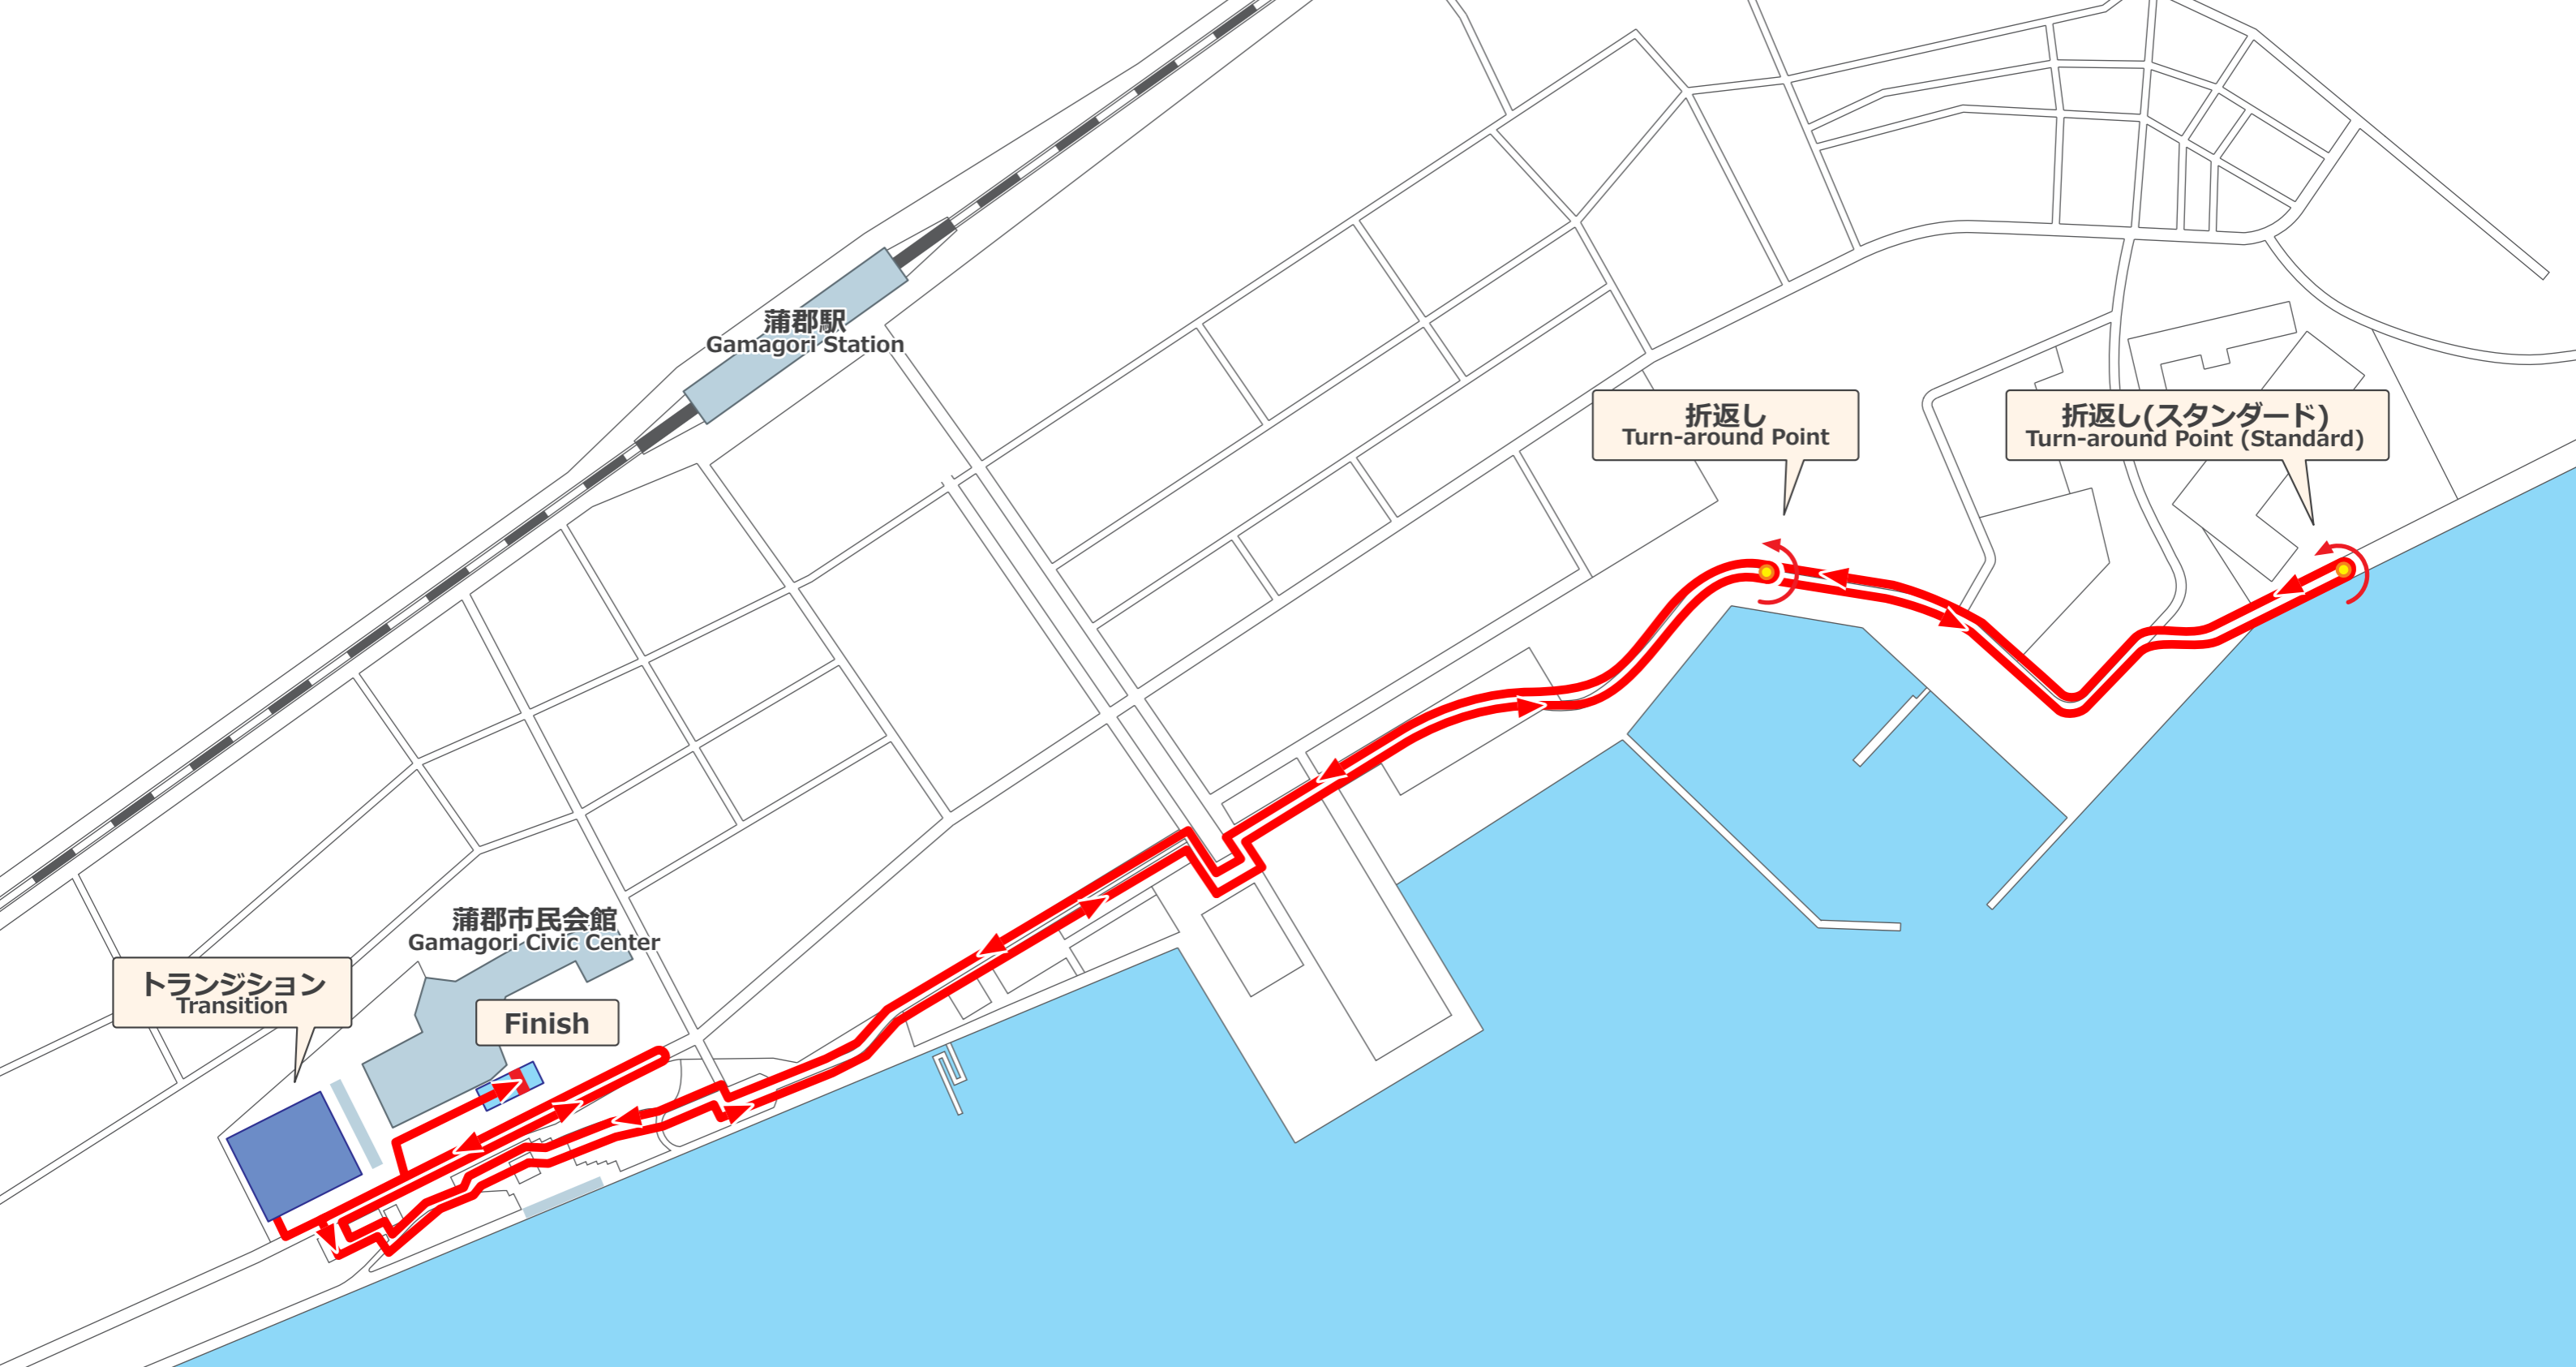 蒲郡駅
Gamagori Station
折返し
Turn-around Point
折返し(スタンダード)
Turn-around Point (Standard)
蒲郡市民会館
Gamagori Civic Center
トランジション
Transition
Finish